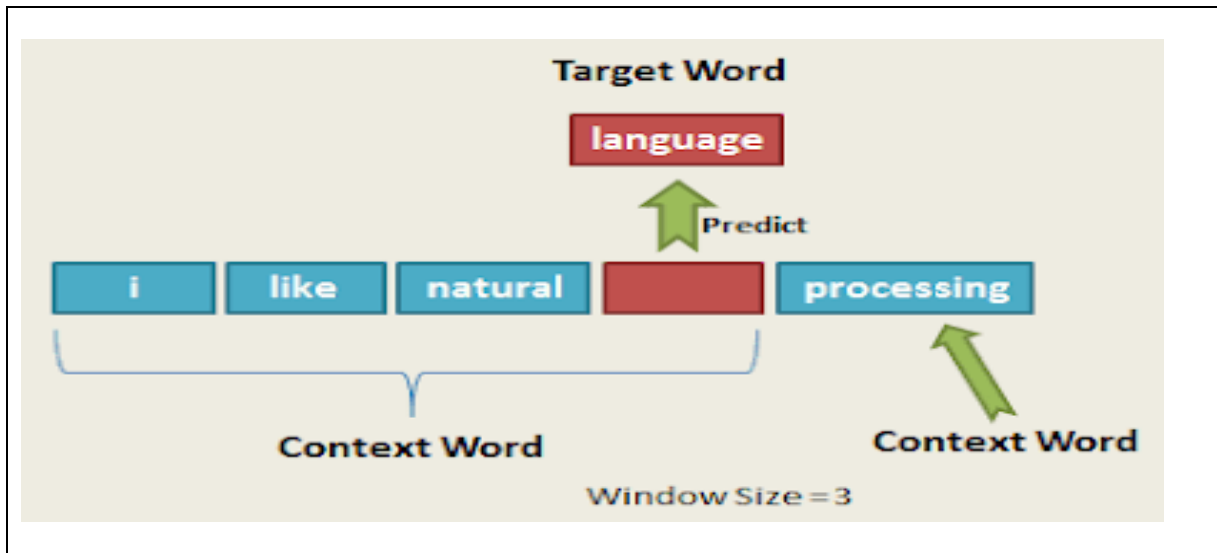 Target Word
language
Predict
i like natural processing
Context Word
Context Word
Window Size = 3